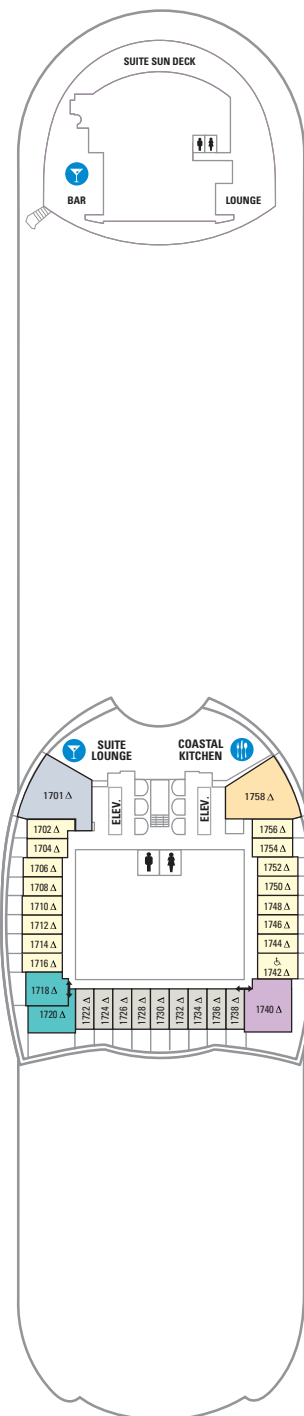 SUITE SUN DECK
BAR
LOUNGE
SUITE
LOUNGE
COASTAL
KITCHEN
1701 Δ
ELEV.
ELEV.
1758 Δ
1702 Δ
1704 Δ
1706 Δ
1708 Δ
1710 Δ
1712 Δ
1714 Δ
1716 Δ
1718 Δ
1720 Δ
1722 Δ
1724 Δ
1726 Δ
1728 Δ
1730 Δ
1732 Δ
1734 Δ
1736 Δ
1738 Δ
1740 Δ
1756 Δ
1754 Δ
1752 Δ
1750 Δ
1748 Δ
1746 Δ
1744 Δ
1742 Δ